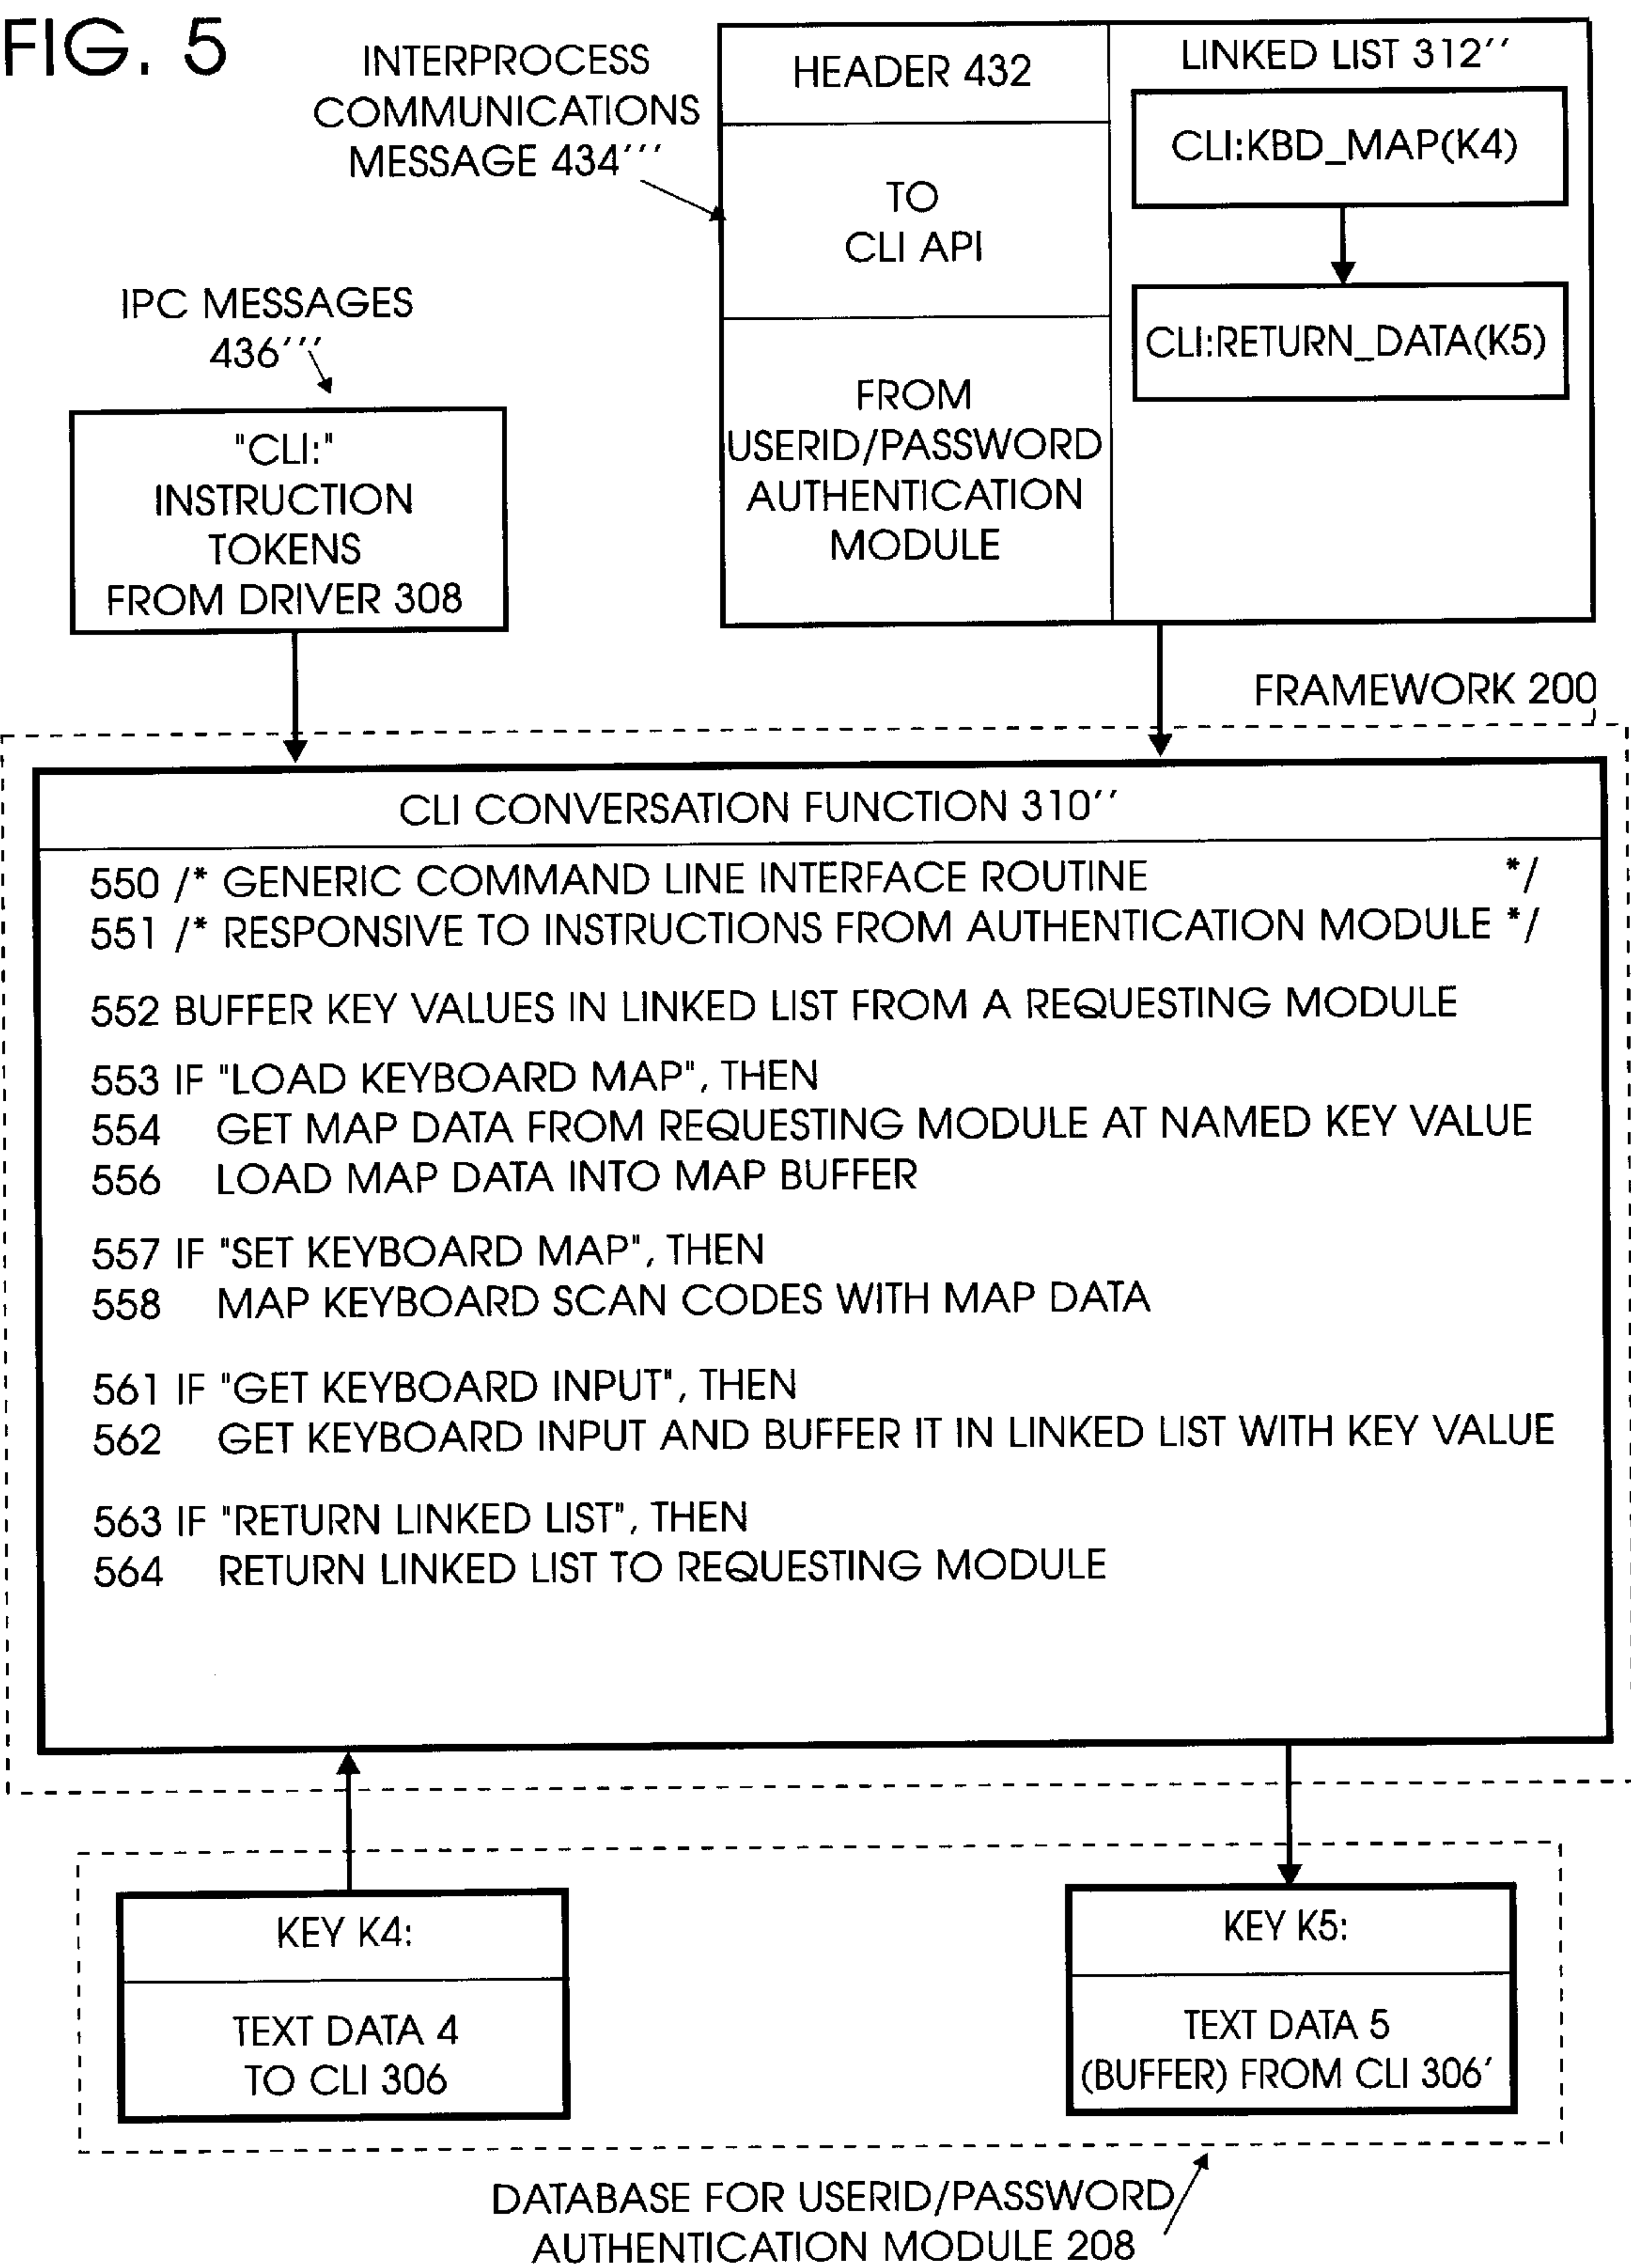 FIG. 5
INTERPROCESS
COMMUNICATIONS
MESSAGE 434′′′
HEADER 432
TO
CLI API
FROM
USERID/PASSWORD
AUTHENTICATION
MODULE
LINKED LIST 312′′
CLI:KBD_MAP(K4)
CLI:RETURN_DATA(K5)
IPC MESSAGES
436′′′
"CLI:"
INSTRUCTION
TOKENS
FROM DRIVER 308
FRAMEWORK 200
CLI CONVERSATION FUNCTION 310′′
550 /* GENERIC COMMAND LINE INTERFACE ROUTINE */
551 /* RESPONSIVE TO INSTRUCTIONS FROM AUTHENTICATION MODULE */
552 BUFFER KEY VALUES IN LINKED LIST FROM A REQUESTING MODULE
553 IF "LOAD KEYBOARD MAP", THEN
554 GET MAP DATA FROM REQUESTING MODULE AT NAMED KEY VALUE
556 LOAD MAP DATA INTO MAP BUFFER
557 IF "SET KEYBOARD MAP", THEN
558 MAP KEYBOARD SCAN CODES WITH MAP DATA
561 IF "GET KEYBOARD INPUT", THEN
562 GET KEYBOARD INPUT AND BUFFER IT IN LINKED LIST WITH KEY VALUE
563 IF "RETURN LINKED LIST", THEN
564 RETURN LINKED LIST TO REQUESTING MODULE
KEY K4:
TEXT DATA 4
TO CLI 306
KEY K5:
TEXT DATA 5
(BUFFER) FROM CLI 306′
DATABASE FOR USERID/PASSWORD
AUTHENTICATION MODULE 208